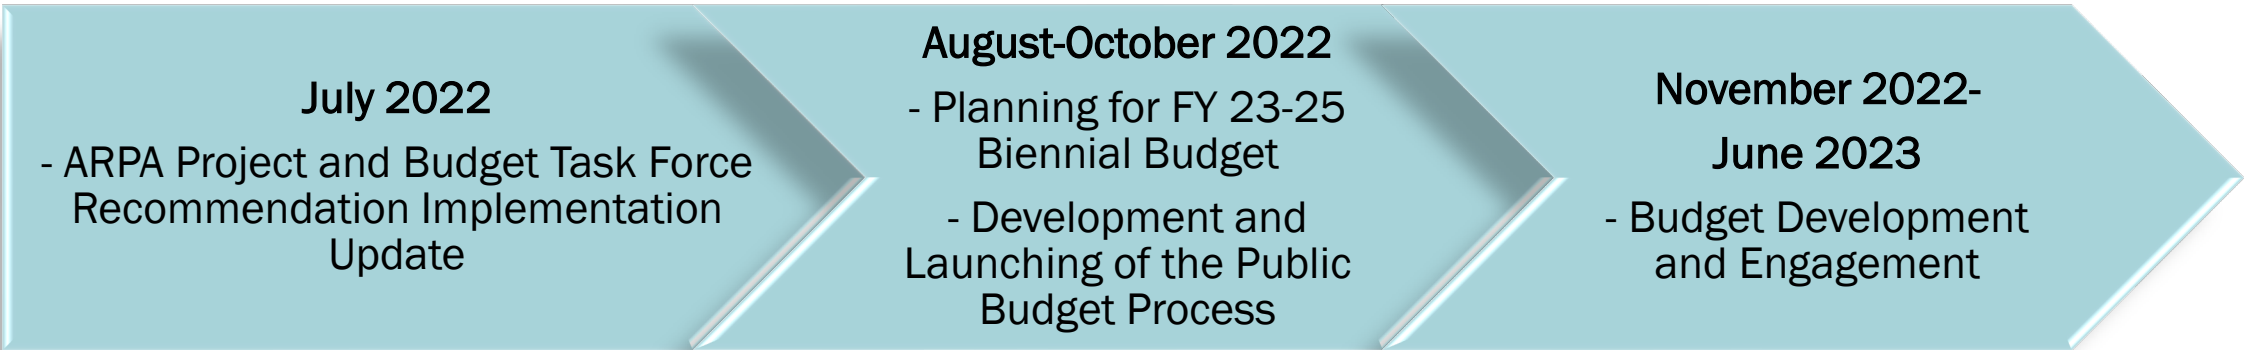 July 2022
- ARPA Project and Budget Task Force
Recommendation Implementation
Update
August-October 2022
- Planning for FY 23-25
Biennial Budget
- Development and
Launching of the Public
Budget Process
November 2022-
June 2023
- Budget Development
and Engagement